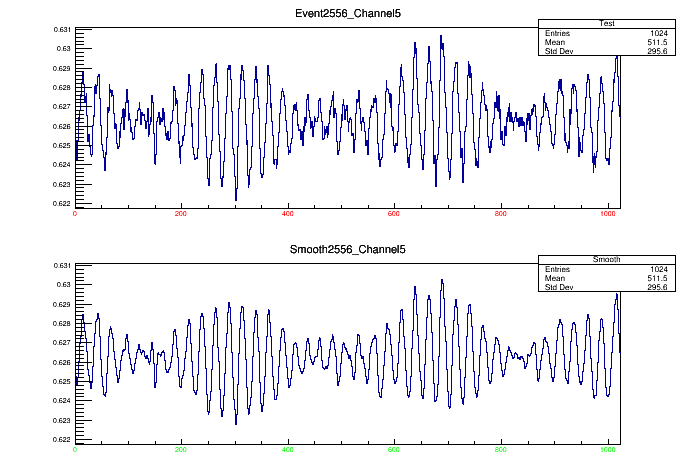 Event2556_Channel5
Test
Entries 1024
Mean 511.5
Std Dev 295.6
0.631
0.63
0.629
0.628
0.627
0.626
0.625
0.624
0.623
0.622
0 200 400 600 800 1000
Smooth2556_Channel5
Smooth
Entries 1024
Mean 511.5
Std Dev 295.6
0.631
0.63
0.629
0.628
0.627
0.626
0.625
0.624
0.623
0.622
0 200 400 600 800 1000